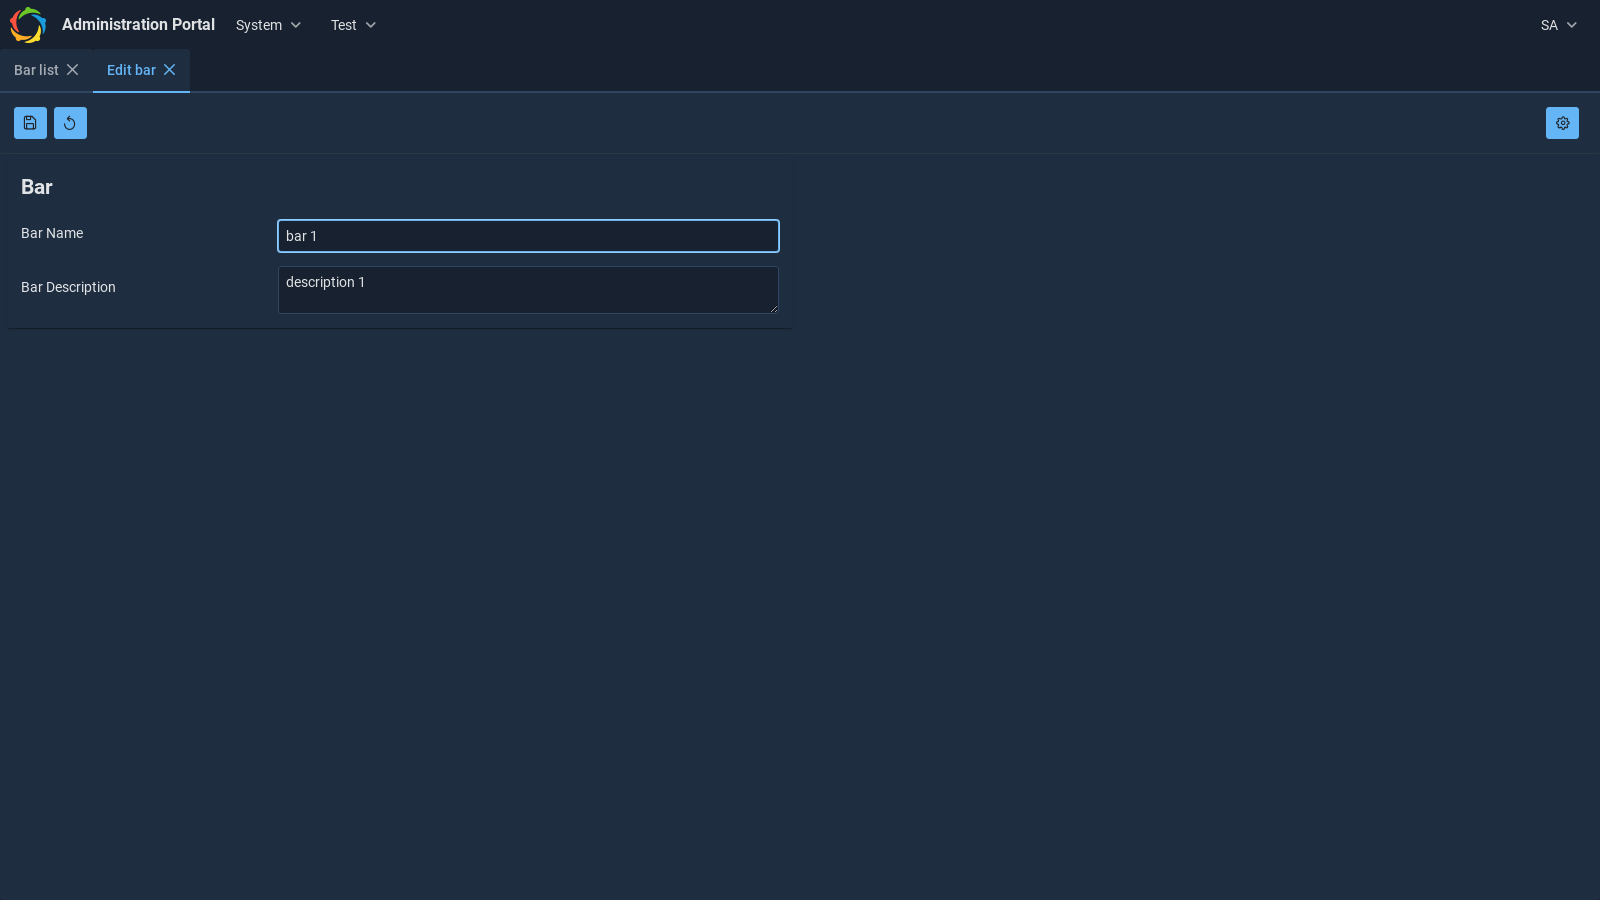 Administration Portal System Test SA
Bar list Edit bar
Bar
Bar Name bar 1
Bar Description description 1